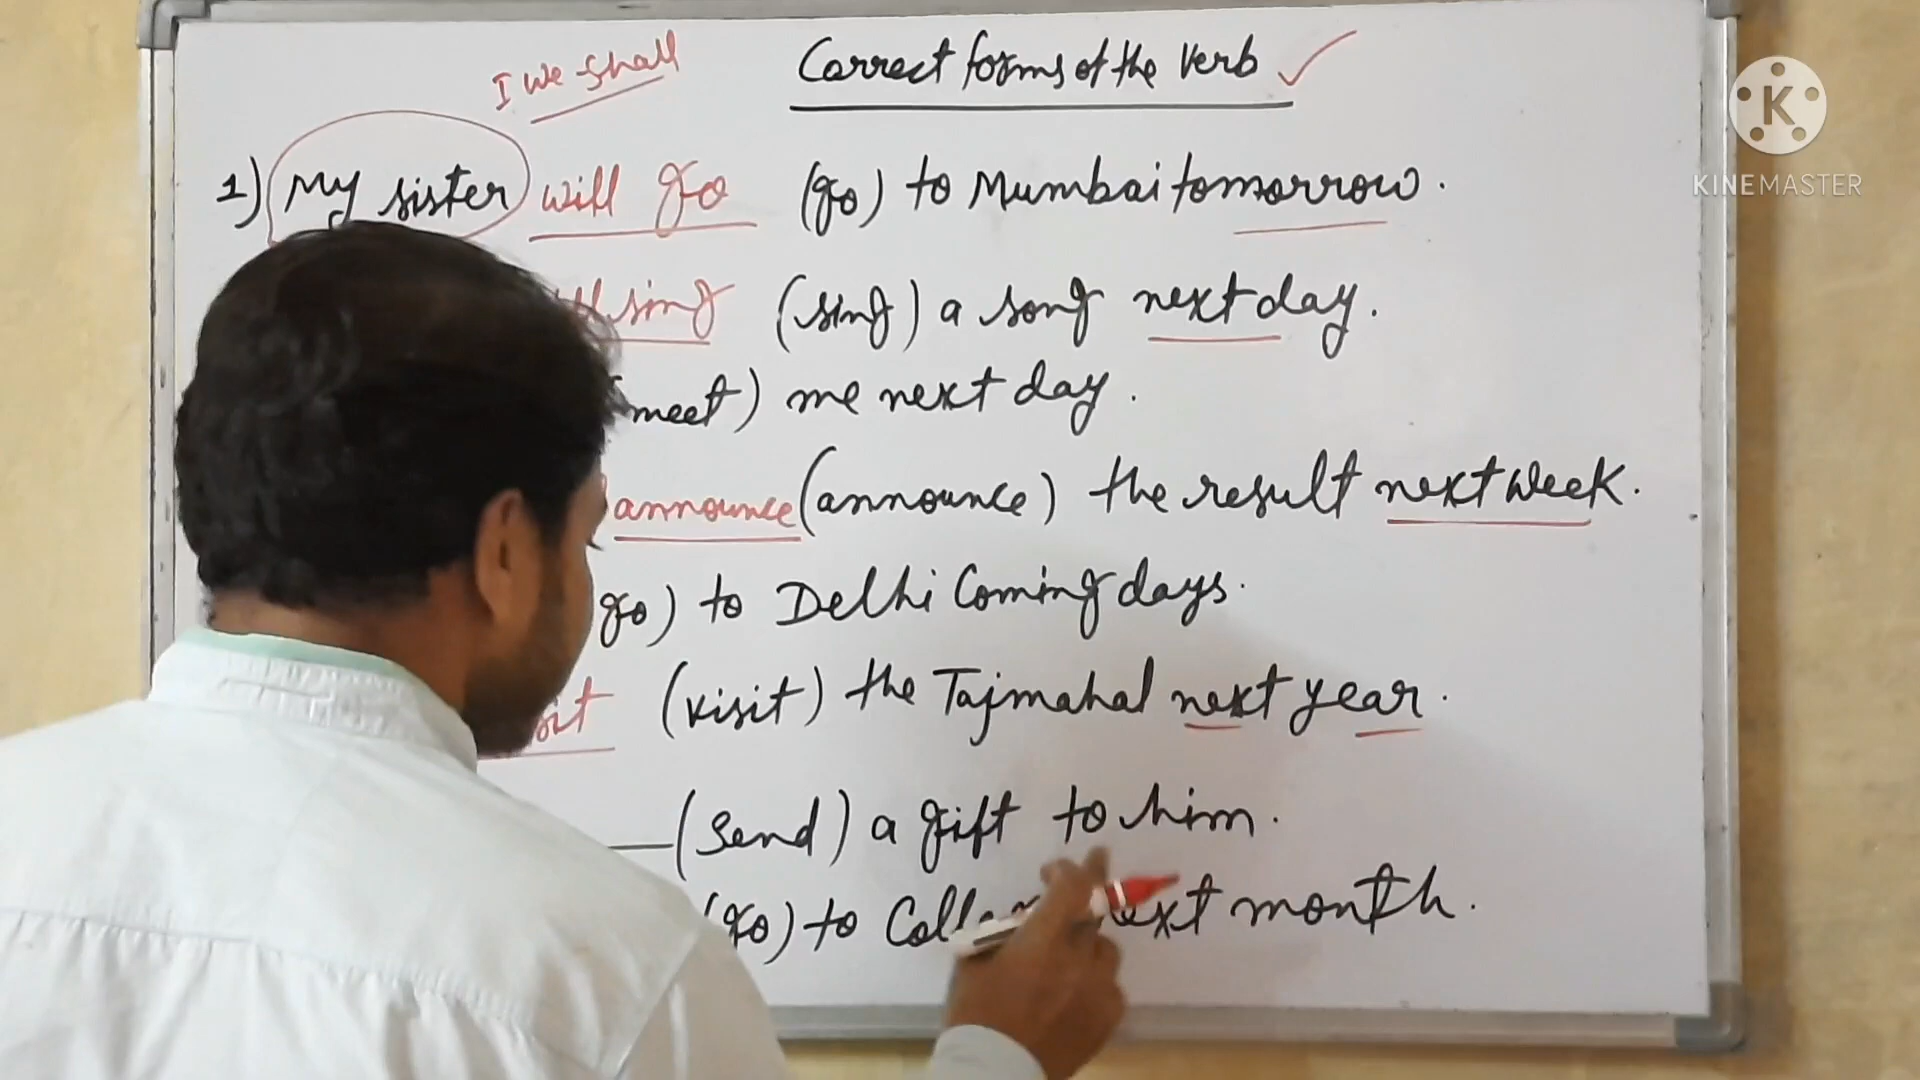 I we shall
Correct forms of the verb ✓
1) My sister will go (go) to Mumbai tomorrow.
sing (sing) a song next day.
meet) me next day.
announce (announce) the result next week.
go) to Delhi Coming days.
(visit) the Tajmahal next year.
(send) a gift to him.
(go) to next month.
KINEMASTER